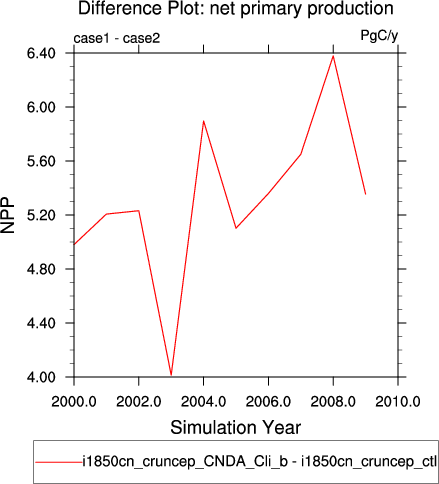 Difference Plot: net primary production
case1 - case2
PgC/y
6.40
6.00
5.60
5.20
4.80
4.40
4.00
NPP
2000.0 2002.0 2004.0 2006.0 2008.0 2010.0
Simulation Year
i1850cn_cruncep_CNDA_Cli_b - i1850cn_cruncep_ctl